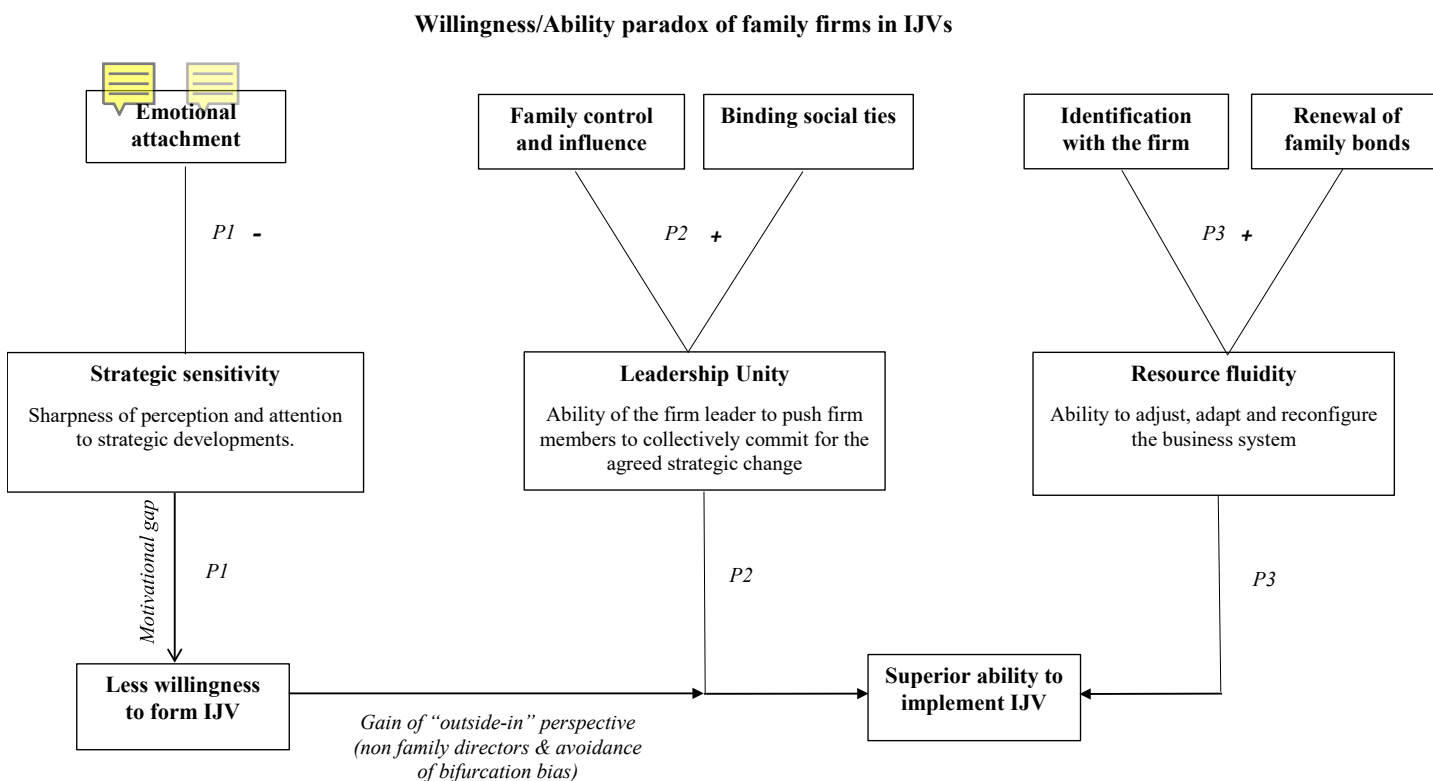 Willingness/Ability paradox of family firms in IJVs
Emotional
attachment
Family control
and influence
Binding social ties
Identification
with the firm
Renewal of
family bonds
P1 -
P2 +
P3 +
Strategic sensitivity
Sharpness of perception and attention
to strategic developments.
Leadership Unity
Ability of the firm leader to push firm
members to collectively commit for the
agreed strategic change
Resource fluidity
Ability to adjust, adapt and reconfigure
the business system
Motivational gap
P1
P2
P3
Less willingness
to form IJV
Gain of “outside-in” perspective
(non family directors & avoidance
of bifurcation bias)
Superior ability to
implement IJV